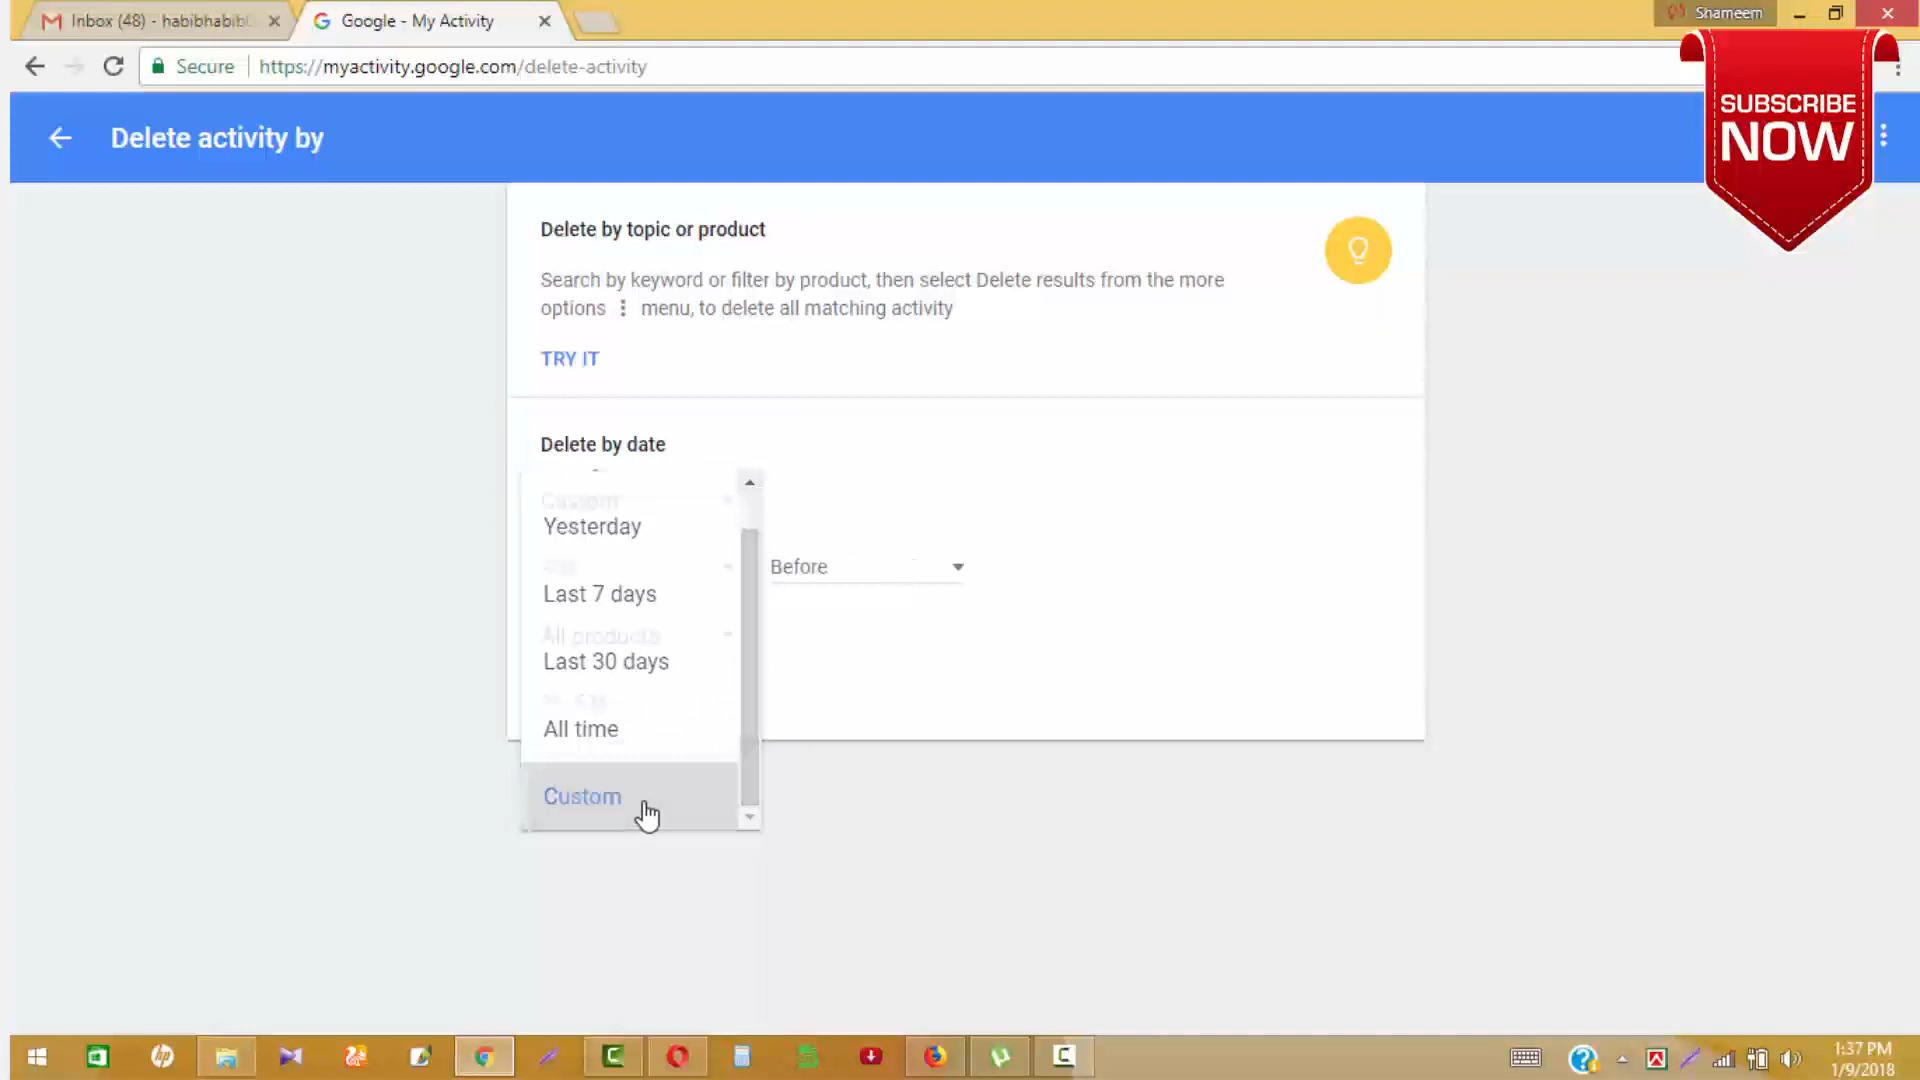 Inbox (48) - habibhabib
Google - My Activity
Shameem
Secure
https://myactivity.google.com/delete-activity
SUBSCRIBE
NOW
Delete activity by
Delete by topic or product
Search by keyword or filter by product, then select Delete results from the more
options menu, to delete all matching activity
TRY IT
Delete by date
Custom
Yesterday
Before
Last 7 days
All products
Last 30 days
All time
Custom
1:37 PM
1/9/2018